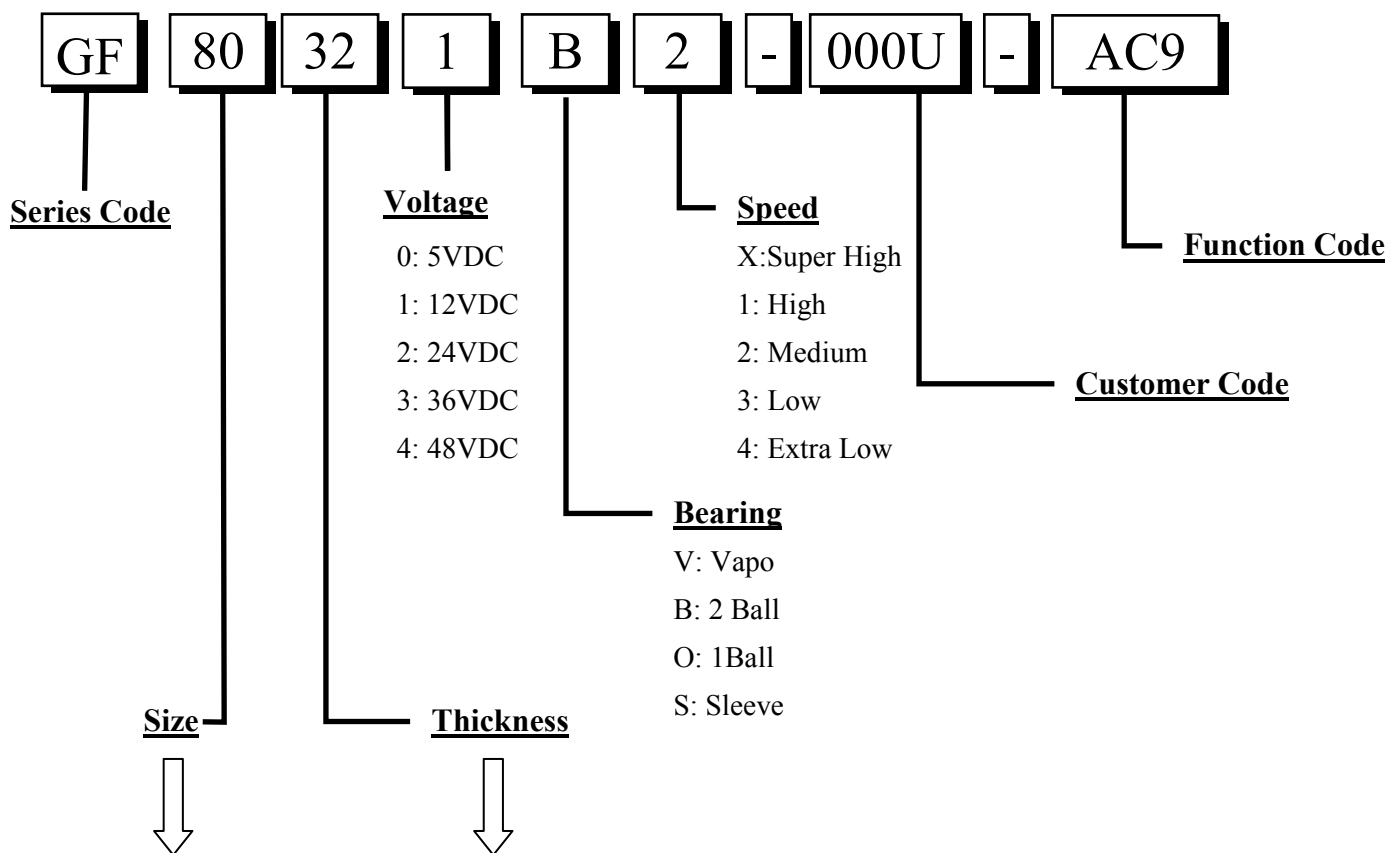 GF 80 32 1 B 2 - 000U - AC9
Series Code
Voltage
0: 5VDC
1: 12VDC
2: 24VDC
3: 36VDC
4: 48VDC
Speed
X:Super High
1: High
2: Medium
3: Low
4: Extra Low
Function Code
Customer Code
Bearing
V: Vapo
B: 2 Ball
O: 1Ball
S: Sleeve
Size
Thickness